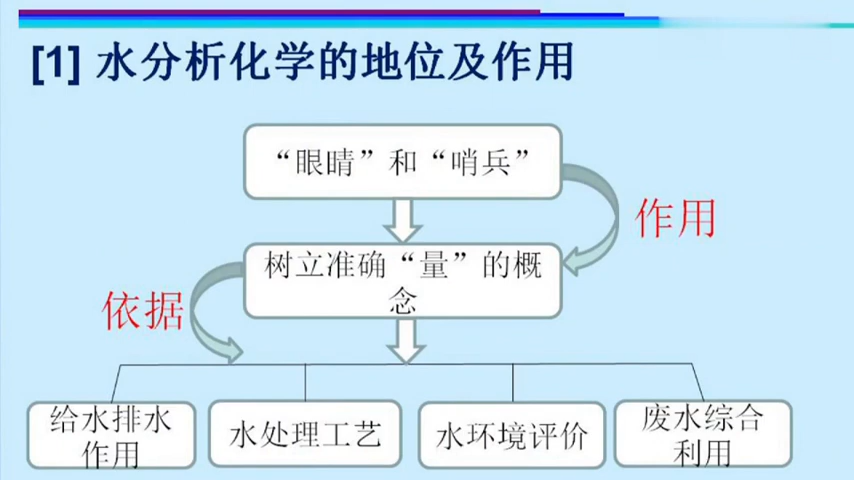 [1] 水分析化学的地位及作用
“眼睛”和“哨兵”
作用
树立准确“量”的概
念
依据
给水排水
作用
水处理工艺
水环境评价
废水综合
利用